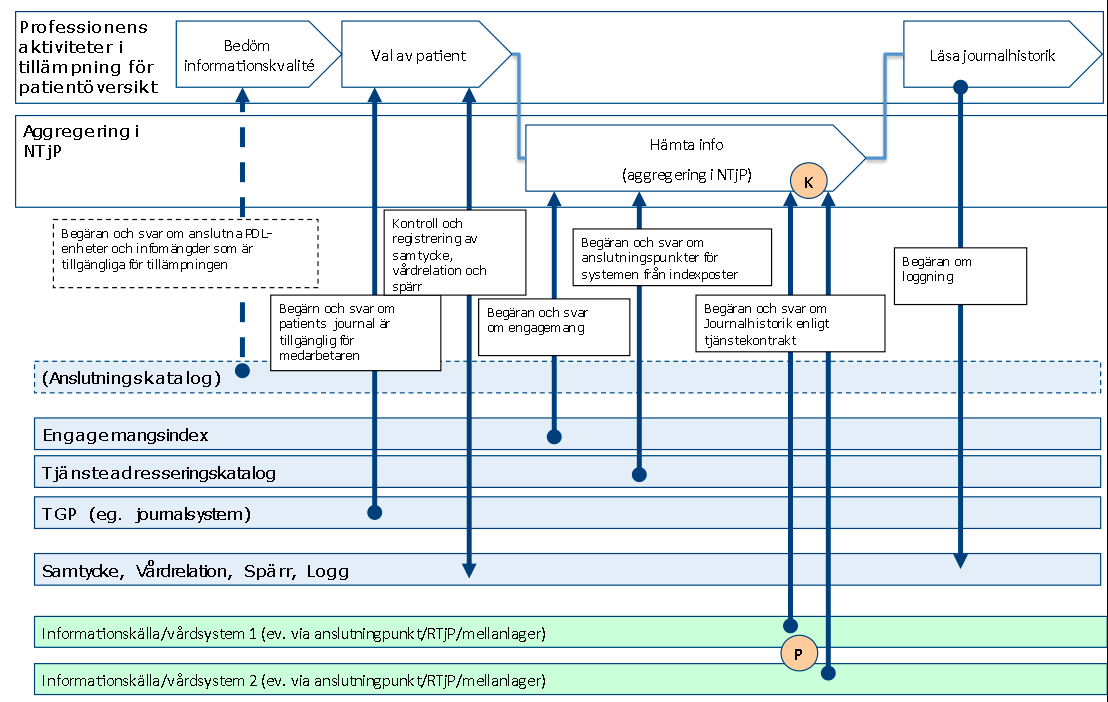 Professionens
aktiviteter i
tillämpning för
patientöversikt
Bedöm
informationskvalité
Val av patient
Läsa journalhistorik
Aggregering i
NTjP
Hämta info
(aggregering i NTjP)
K
Begäran och svar om anslutna PDL-
enheter och infomängder som är
tillgängliga för tillämpningen
Kontroll och
registrering av
samtycke,
vårdrelation och
spärr
Begäran och svar om
anslutningspunkter för
systemen från indexposter
Begäran om
loggning
Begärn och svar om
patients journal är
tillgänglig för
medarbetaren
Begäran och svar
om engagemang
Begäran och svar om
Journalhistorik enligt
tjänstekontrakt
(Anslutningskatalog)
Engagemangsindex
Tjänsteadresseringskatalog
TGP (eg. journalsystem)
Samtycke, Vårdrelation, Spärr, Logg
Informationskälla/vårdsystem 1 (ev. via anslutningpunkt/RTjP/mellanlager)
P
Informationskälla/vårdsystem 2 (ev. via anslutningpunkt/RTjP/mellanlager)